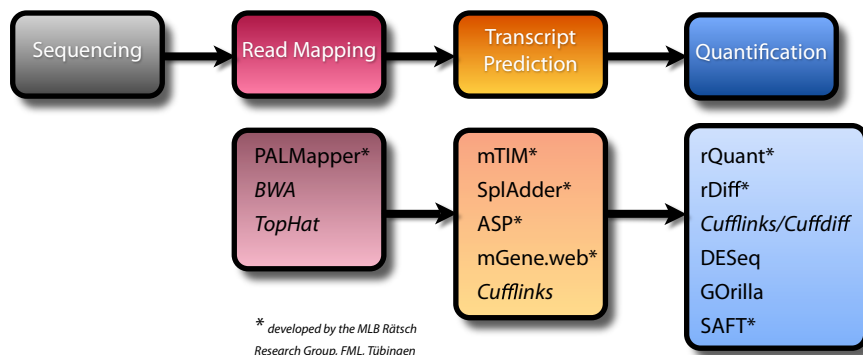 Sequencing
Read Mapping
Transcript
Prediction
Quantification
PALMapper*
BWA
TopHat
mTIM*
SplAdder*
ASP*
mGene.web*
Cufflinks
rQuant*
rDiff*
Cufflinks/Cuffdiff
DESeq
GOrilla
SAFT*
* developed by the MLB Rätsch
Research Group, FML, Tübingen